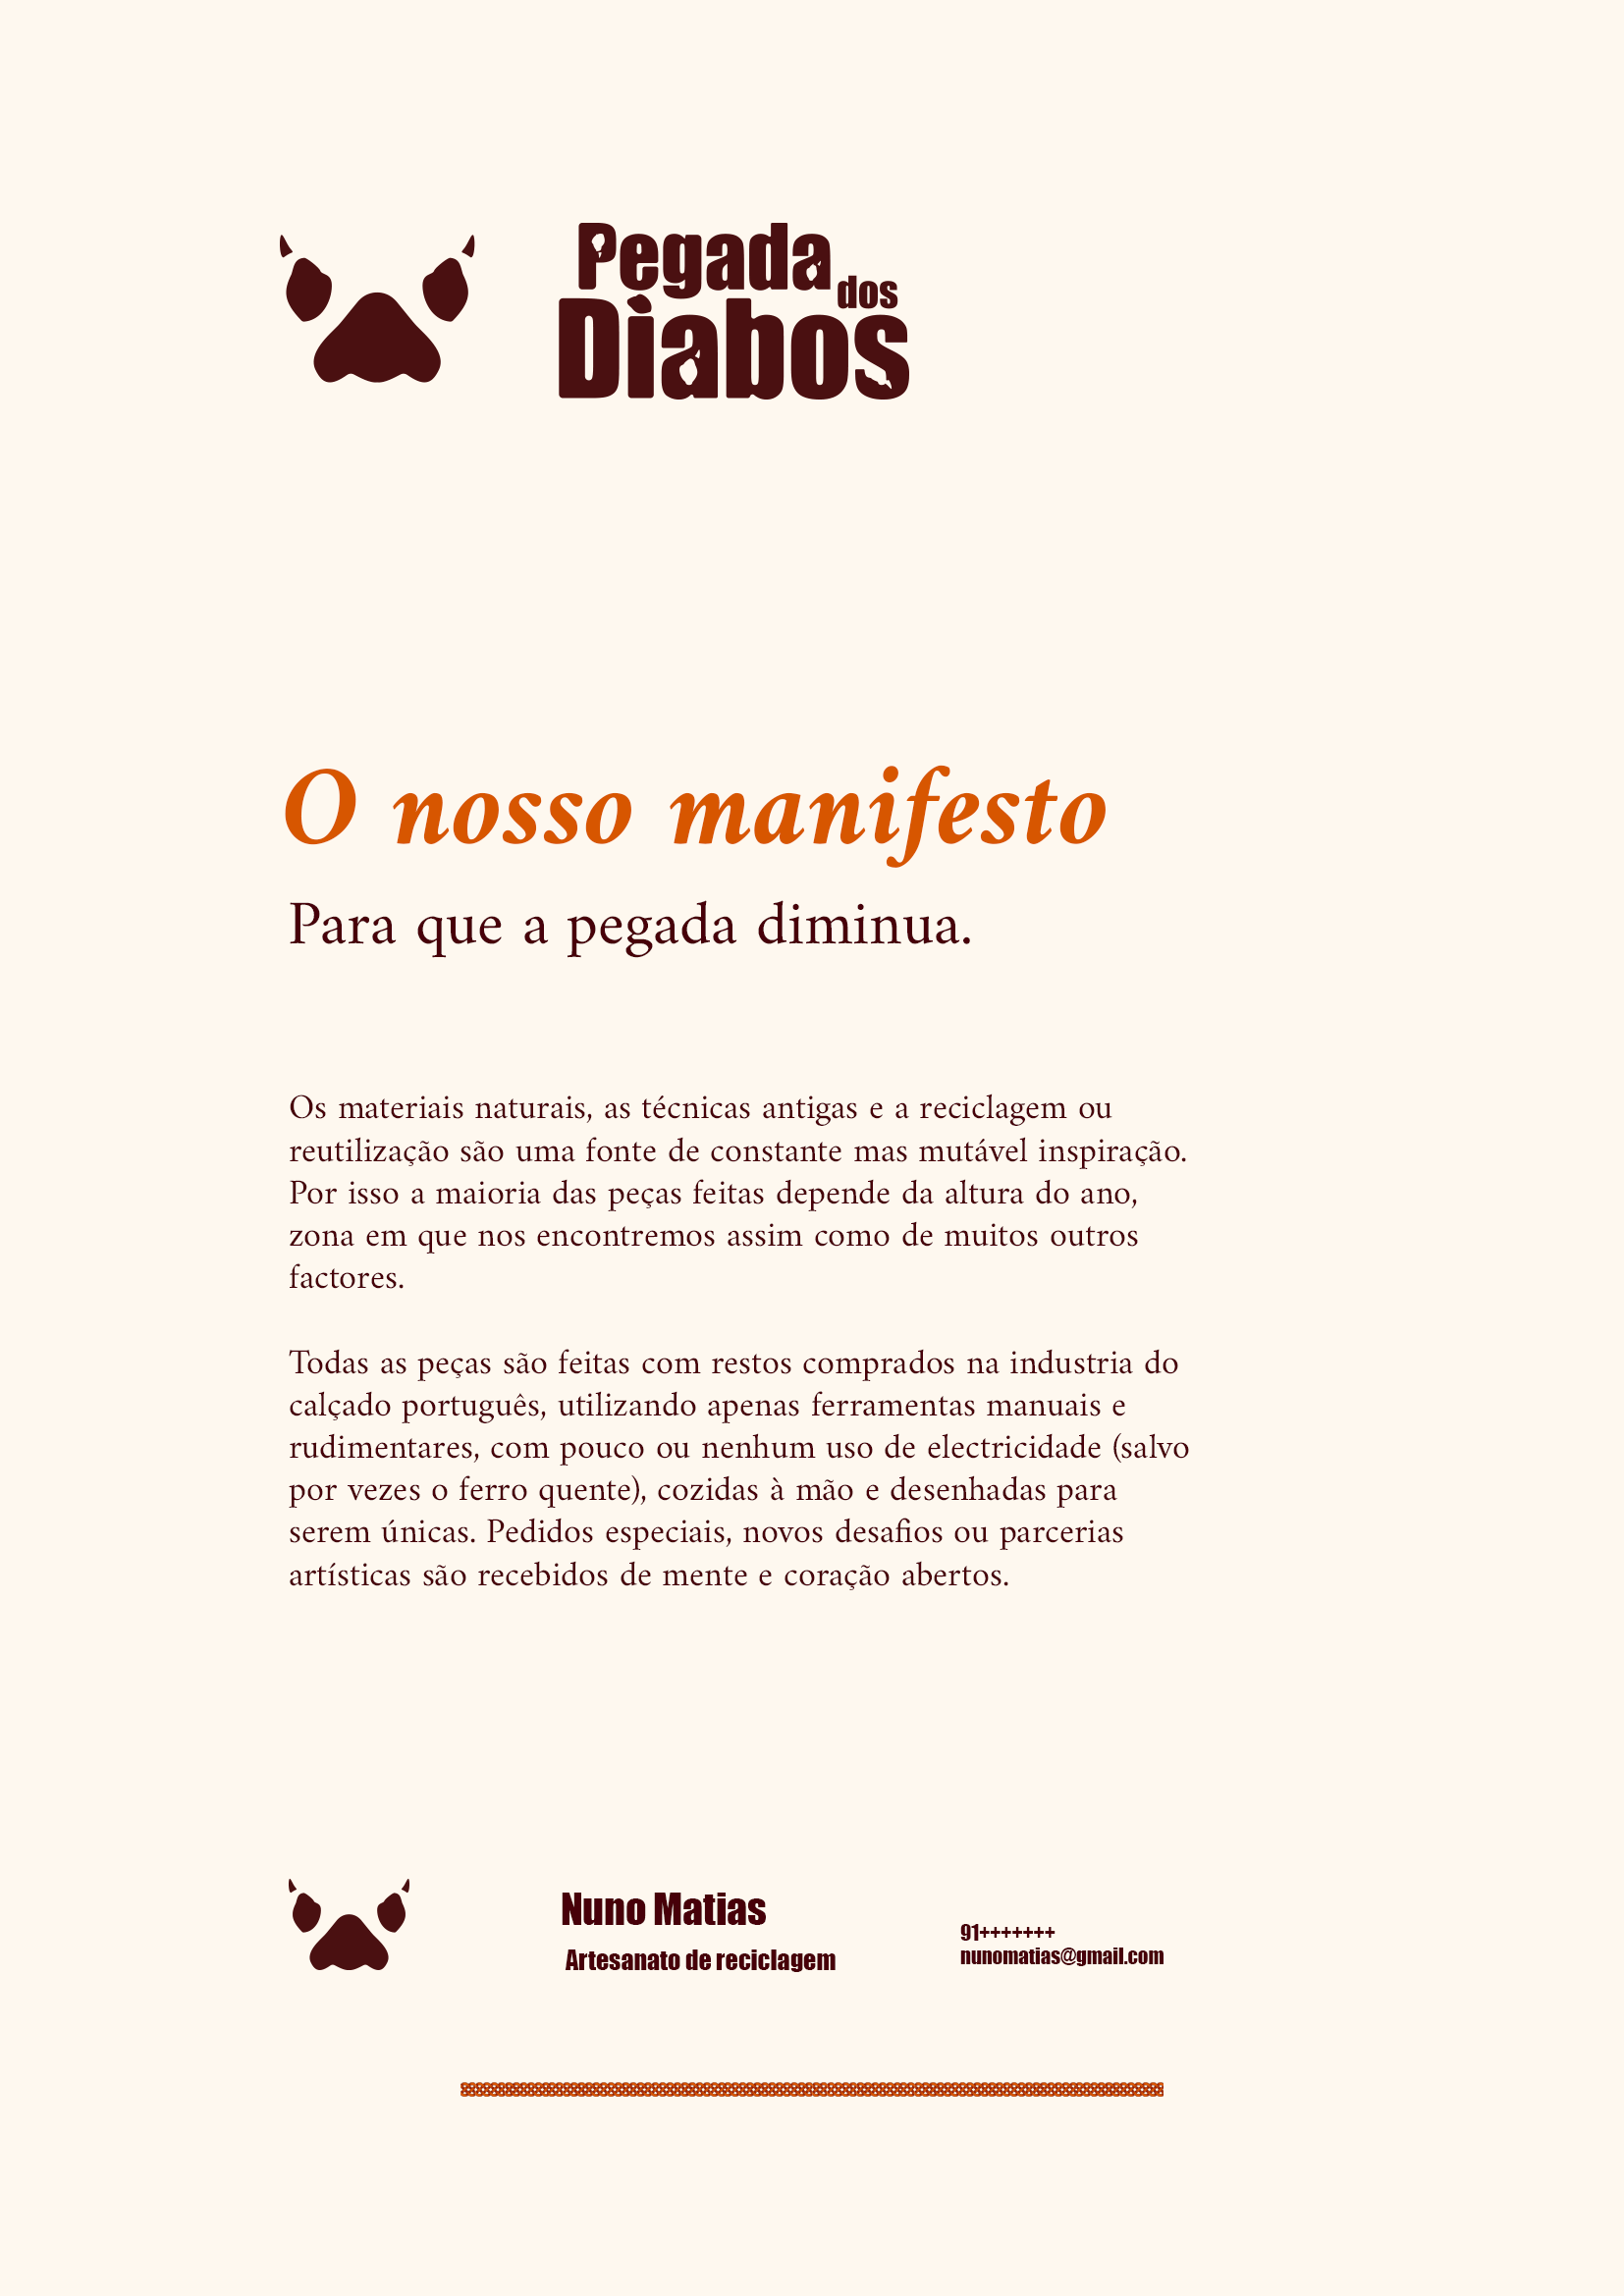 Pegada
dos
Diabos
O nosso manifesto
Para que a pegada diminua.
Os materiais naturais, as técnicas antigas e a reciclagem ou
reutilização são uma fonte de constante mas mutável inspiração.
Por isso a maioria das peças feitas depende da altura do ano,
zona em que nos encontremos assim como de muitos outros
factores.
Todas as peças são feitas com restos comprados na industria do
calçado português, utilizando apenas ferramentas manuais e
rudimentares, com pouco ou nenhum uso de electricidade (salvo
por vezes o ferro quente), cozidas à mão e desenhadas para
serem únicas. Pedidos especiais, novos desafios ou parcerias
artísticas são recebidos de mente e coração abertos.
Nuno Matias
Artesanato de reciclagem
91+++++++
nunomatias@gmail.com